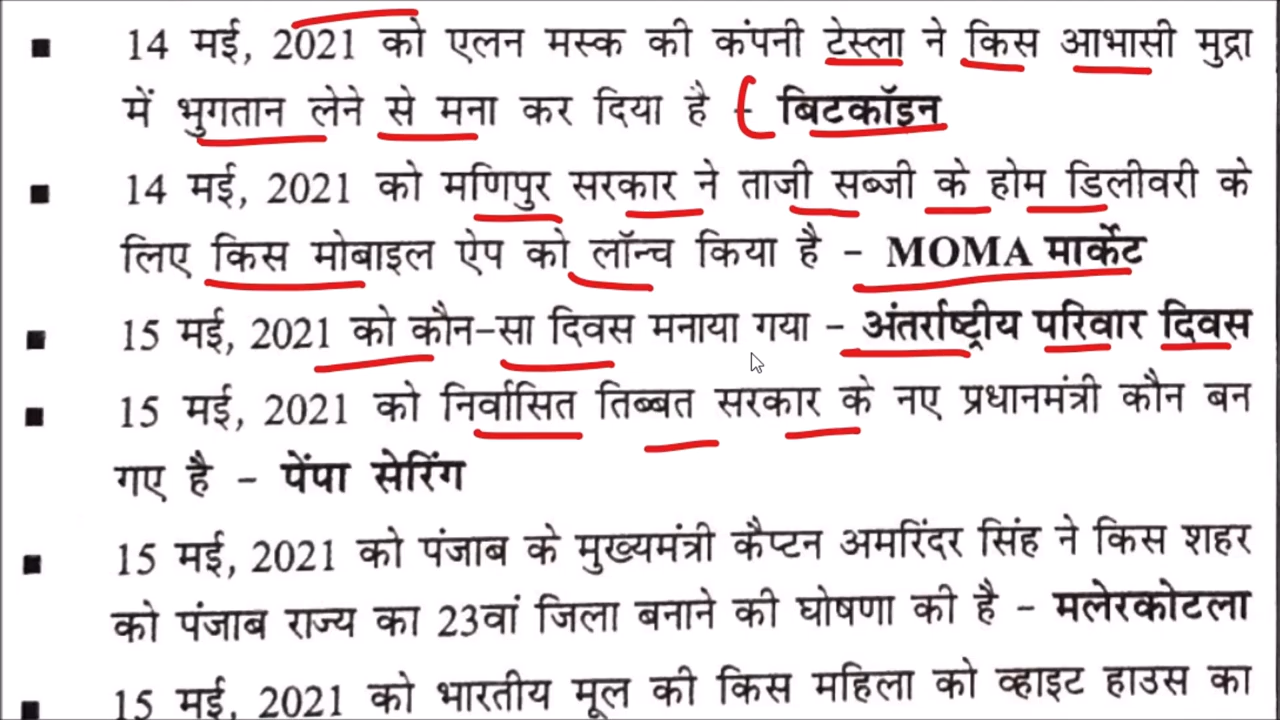 ▪ 14 मई, 2021 को एलन मस्क की कंपनी टेस्ला ने किस आभासी मुद्रा
में भुगतान लेने से मना कर दिया है - बिटकॉइन
▪ 14 मई, 2021 को मणिपुर सरकार ने ताजी सब्जी के होम डिलीवरी के
लिए किस मोबाइल ऐप को लॉन्च किया है - MOMA मार्केट
▪ 15 मई, 2021 को कौन-सा दिवस मनाया गया - अंतर्राष्ट्रीय परिवार दिवस
▪ 15 मई, 2021 को निर्वासित तिब्बत सरकार के नए प्रधानमंत्री कौन बन
गए है - पेंपा सेरिंग
▪ 15 मई, 2021 को पंजाब के मुख्यमंत्री कैप्टन अमरिंदर सिंह ने किस शहर
को पंजाब राज्य का 23वां जिला बनाने की घोषणा की है - मलेरकोटला
▪ 15 मई, 2021 को भारतीय मूल की किस महिला को व्हाइट हाउस का